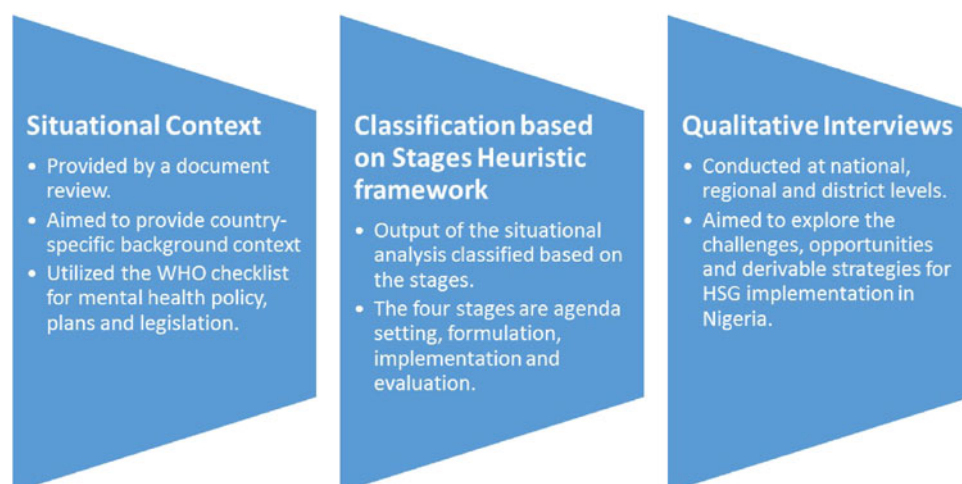 Situational Context
• Provided by a document
review.
• Aimed to provide country-
specific background context
• Utilized the WHO checklist
for mental health policy,
plans and legislation.
Classification based
on Stages Heuristic
framework
• Output of the situational
analysis classified based on
the stages.
• The four stages are agenda
setting, formulation,
implementation and
evaluation.
Qualitative Interviews
• Conducted at national,
regional and district levels.
• Aimed to explore the
challenges, opportunities
and derivable strategies for
HSG implementation in
Nigeria.